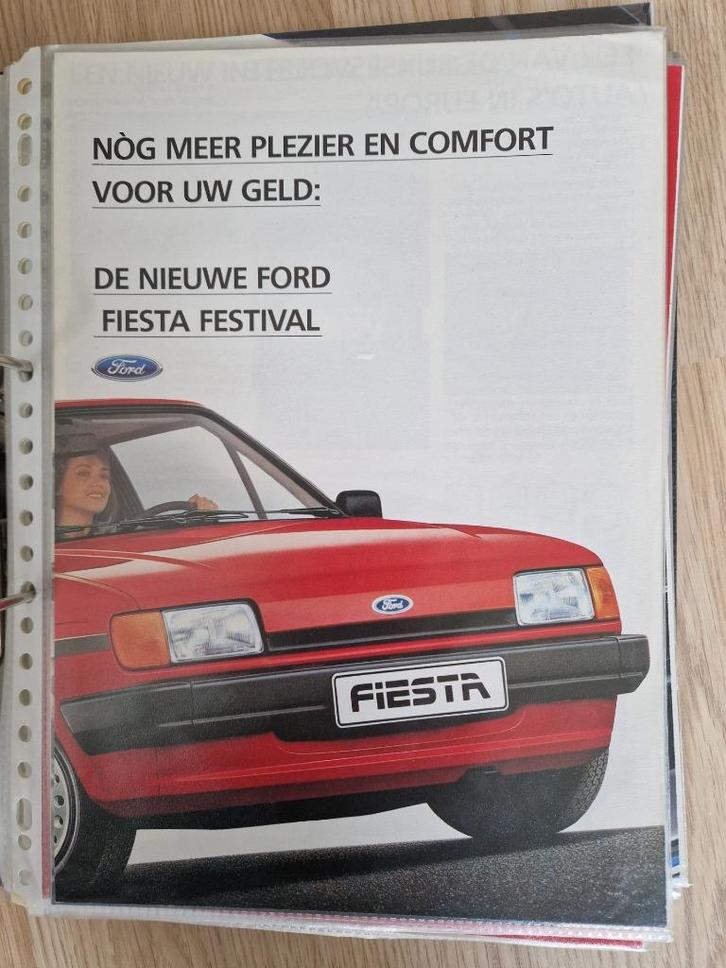 NÒG MEER PLEZIER EN COMFORT
VOOR UW GELD:
DE NIEUWE FORD
FIESTA FESTIVAL
Ford
Ford
FIESTA